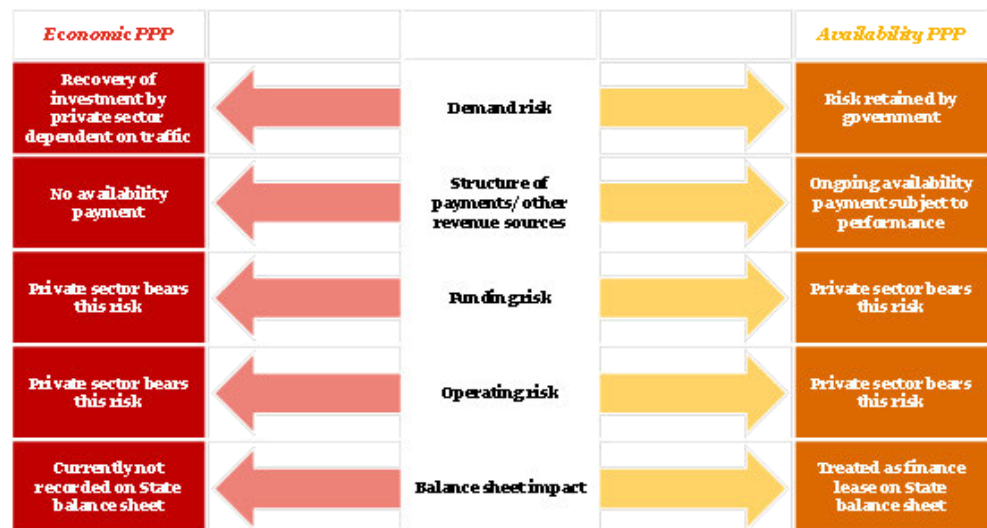 Economic PPP
Availability PPP
Recovery of
investment by
private sector
dependent on traffic
Demand risk
Risk retained by
government
No availability
payment
Structure of
payments/ other
revenue sources
Ongoing availability
payment subject to
performance
Private sector bears
this risk
Funding risk
Private sector bears
this risk
Private sector bears
this risk
Operating risk
Private sector bears
this risk
Currently not
recorded on State
balance sheet
Balance sheet impact
Treated as finance
lease on State
balance sheet